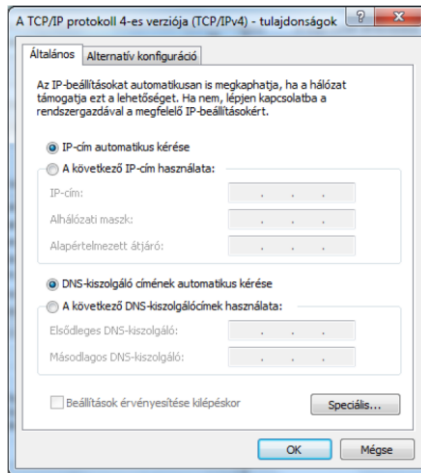 A TCP/IP protokoll 4-es verziója (TCP/IPv4) - tulajdonságok
Általános
Alternatív konfiguráció
Az IP-beállításokat automatikusan is megkaphatja, ha a hálózat
támogatja ezt a lehetőséget. Ha nem, lépjen kapcsolatba a
rendszergazdával a megfelelő IP-beállításokért.
IP-cím automatikus kérése
A következő IP-cím használata:
IP-cím:
Alhálózati maszk:
Alapértelmezett átjáró:
DNS-kiszolgáló címének automatikus kérése
A következő DNS-kiszolgálócímek használata:
Elsődleges DNS-kiszolgáló:
Másodlagos DNS-kiszolgáló:
Beállítások érvényesítése kilépéskor
Speciális...
OK
Mégse